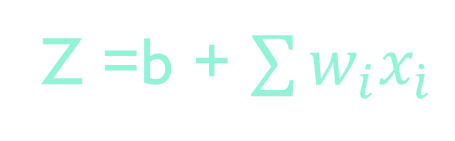 Z =b + ∑ wᵢxᵢ